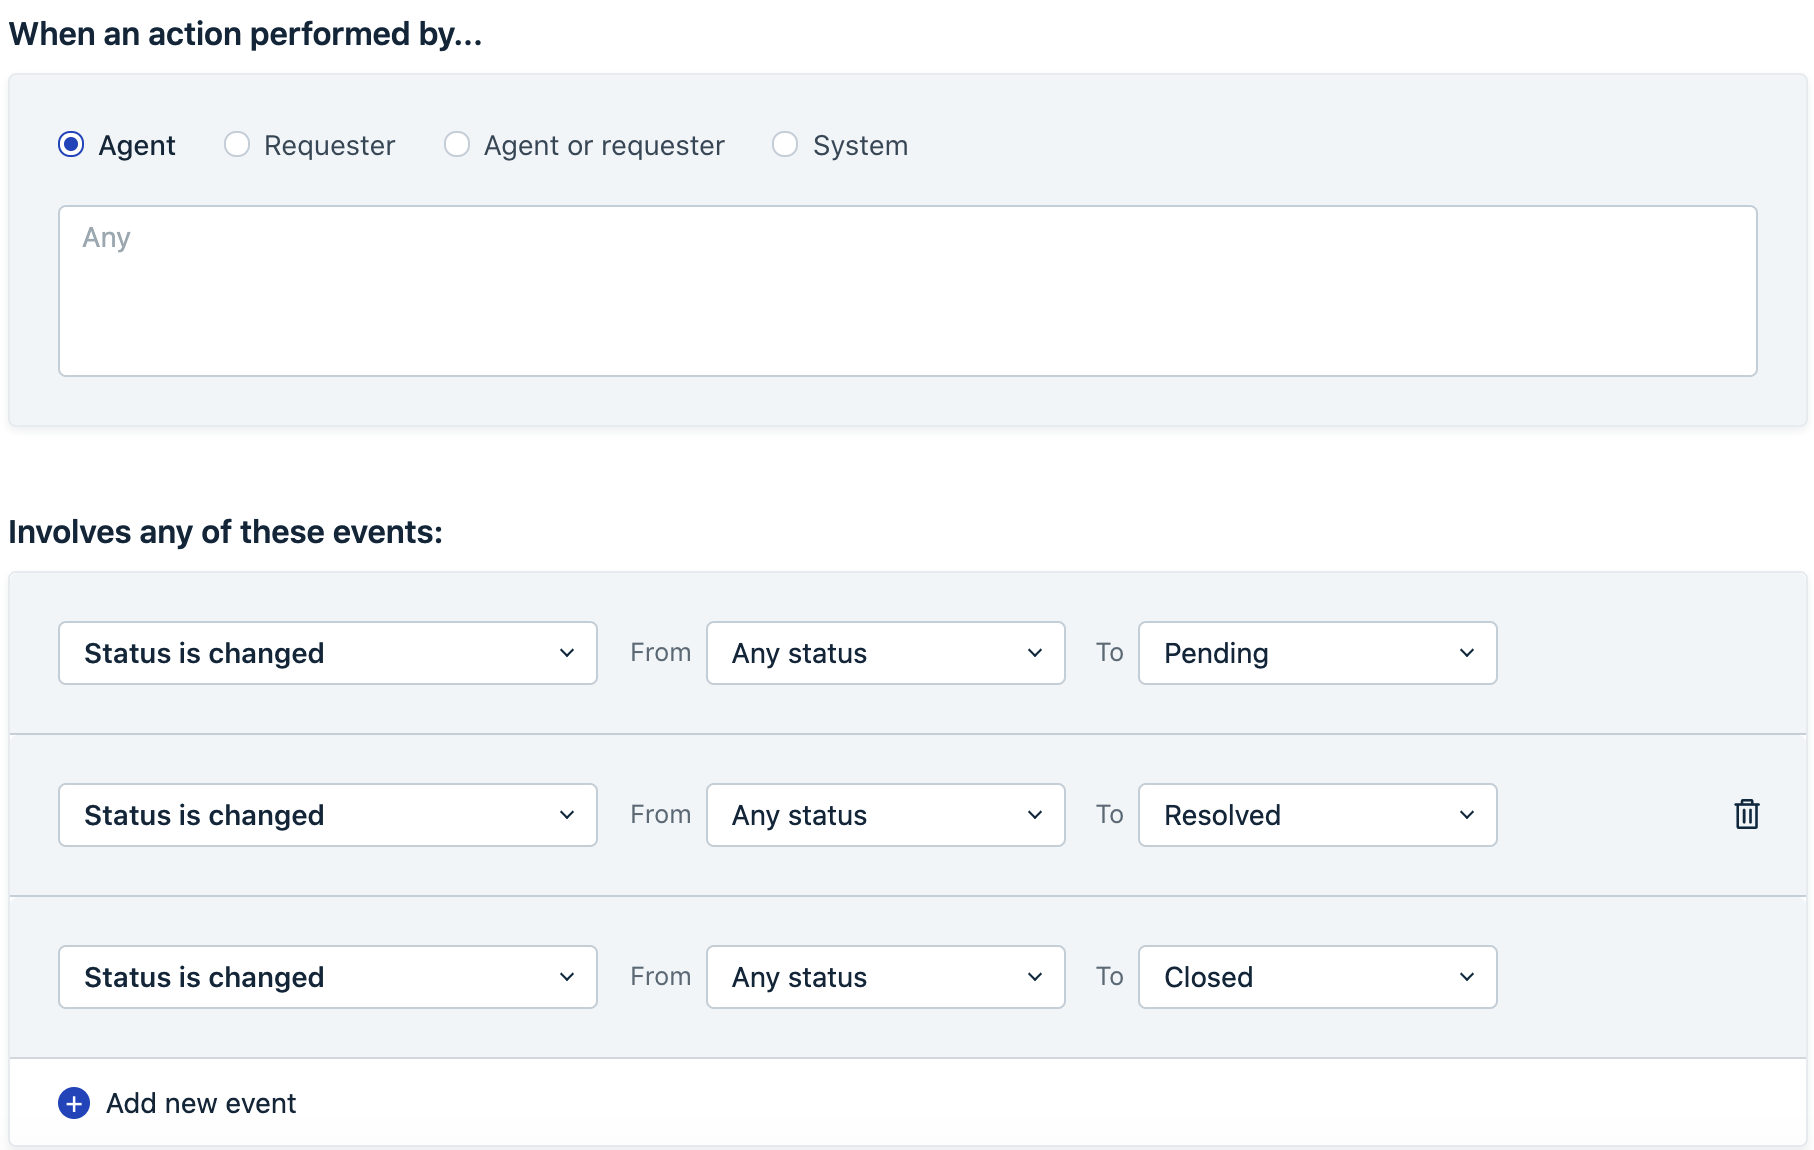 When an action performed by...
Agent Requester Agent or requester System
Any
Involves any of these events:
Status is changed From Any status To Pending
Status is changed From Any status To Resolved
Status is changed From Any status To Closed
Add new event